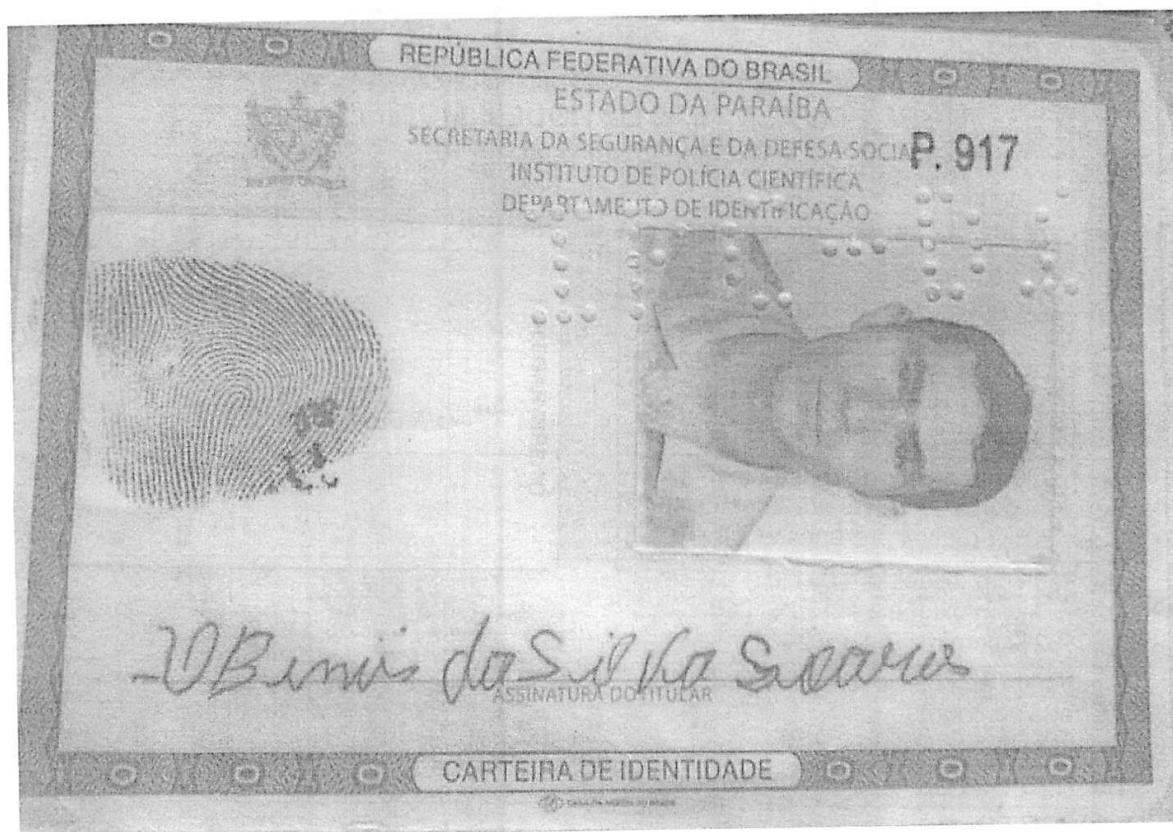 REPÚBLICA FEDERATIVA DO BRASIL
ESTADO DA PARAÍBA
SECRETARIA DA SEGURANÇA E DA DEFESA SOCIA
P. 917
INSTITUTO DE POLÍCIA CIENTÍFICA
DEPARTAMENTO DE IDENTIFICAÇÃO
da Silva Soares
ASSINATURA DO TITULAR
CARTEIRA DE IDENTIDADE